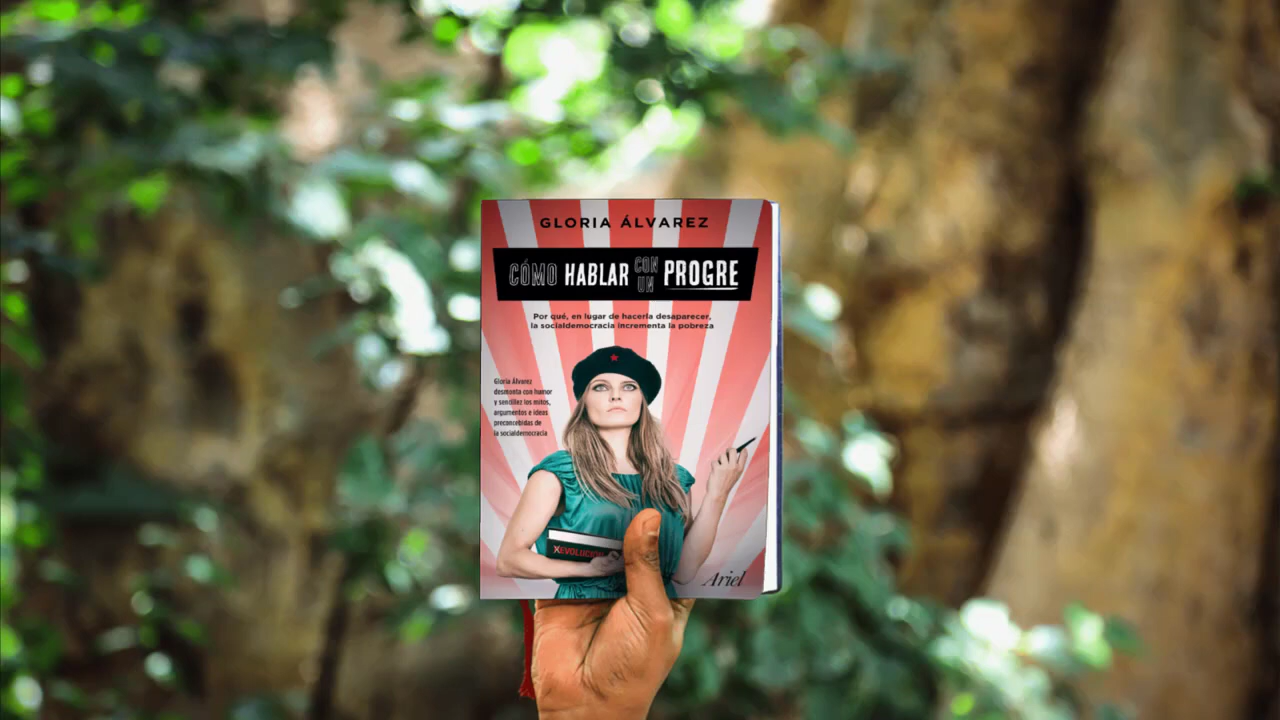 GLORIA ÁLVAREZ
CÓMO HABLAR CON UN PROGRE
Por qué, en lugar de hacerla desaparecer,
la socialdemocracia incrementa la pobreza
Gloria Álvarez
desmonta con humor
y sencillez los mitos,
argumentos e ideas
preconcebidas de
la socialdemocracia
XEVOLUCIÓN
Ariel